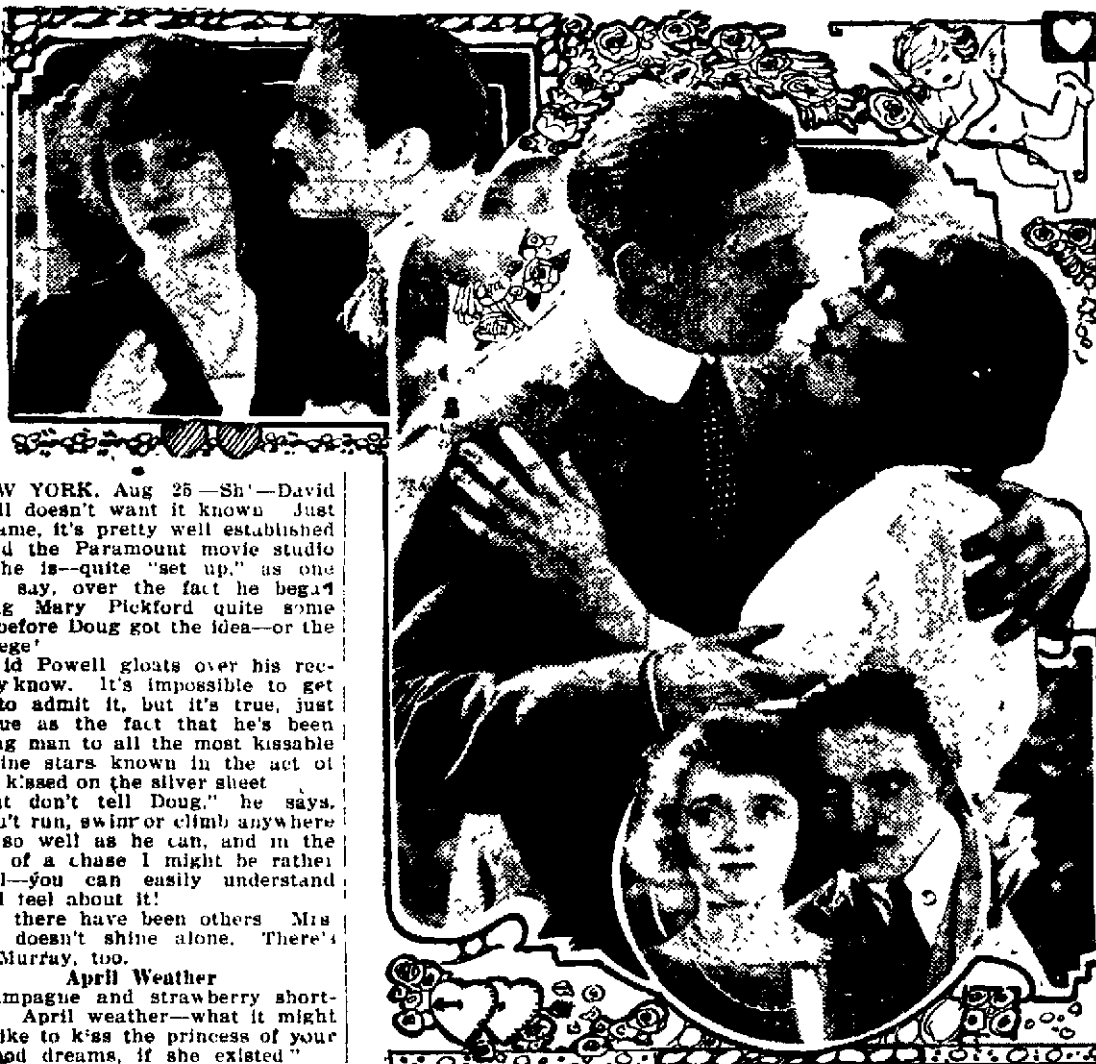 W YORK, Aug 25—Sh'—David
ll doesn't want it known Just
ame, it's pretty well established
d the Paramount movie studio
he is--quite "set up," as one
say, over the fact he began
g Mary Pickford quite some
before Doug got the idea—or the
ege'
id Powell gloats over his rec-
y know. It's impossible to get
to admit it, but it's true, just
ue as the fact that he's been
ng man to all the most kissable
ine stars known in the act of
kissed on the silver sheet
t don't tell Doug," he says.
n't run, swim or climb anywhere
so well as he can, and in the
of a chase I might be rather
l—you can easily understand
I feel about it!
there have been others Mrs
doesn't shine alone. There's
Murray, too.
April Weather
mpagne and strawberry short-
April weather—what it might
ike to kiss the princess of your
ood dreams, if she existed"